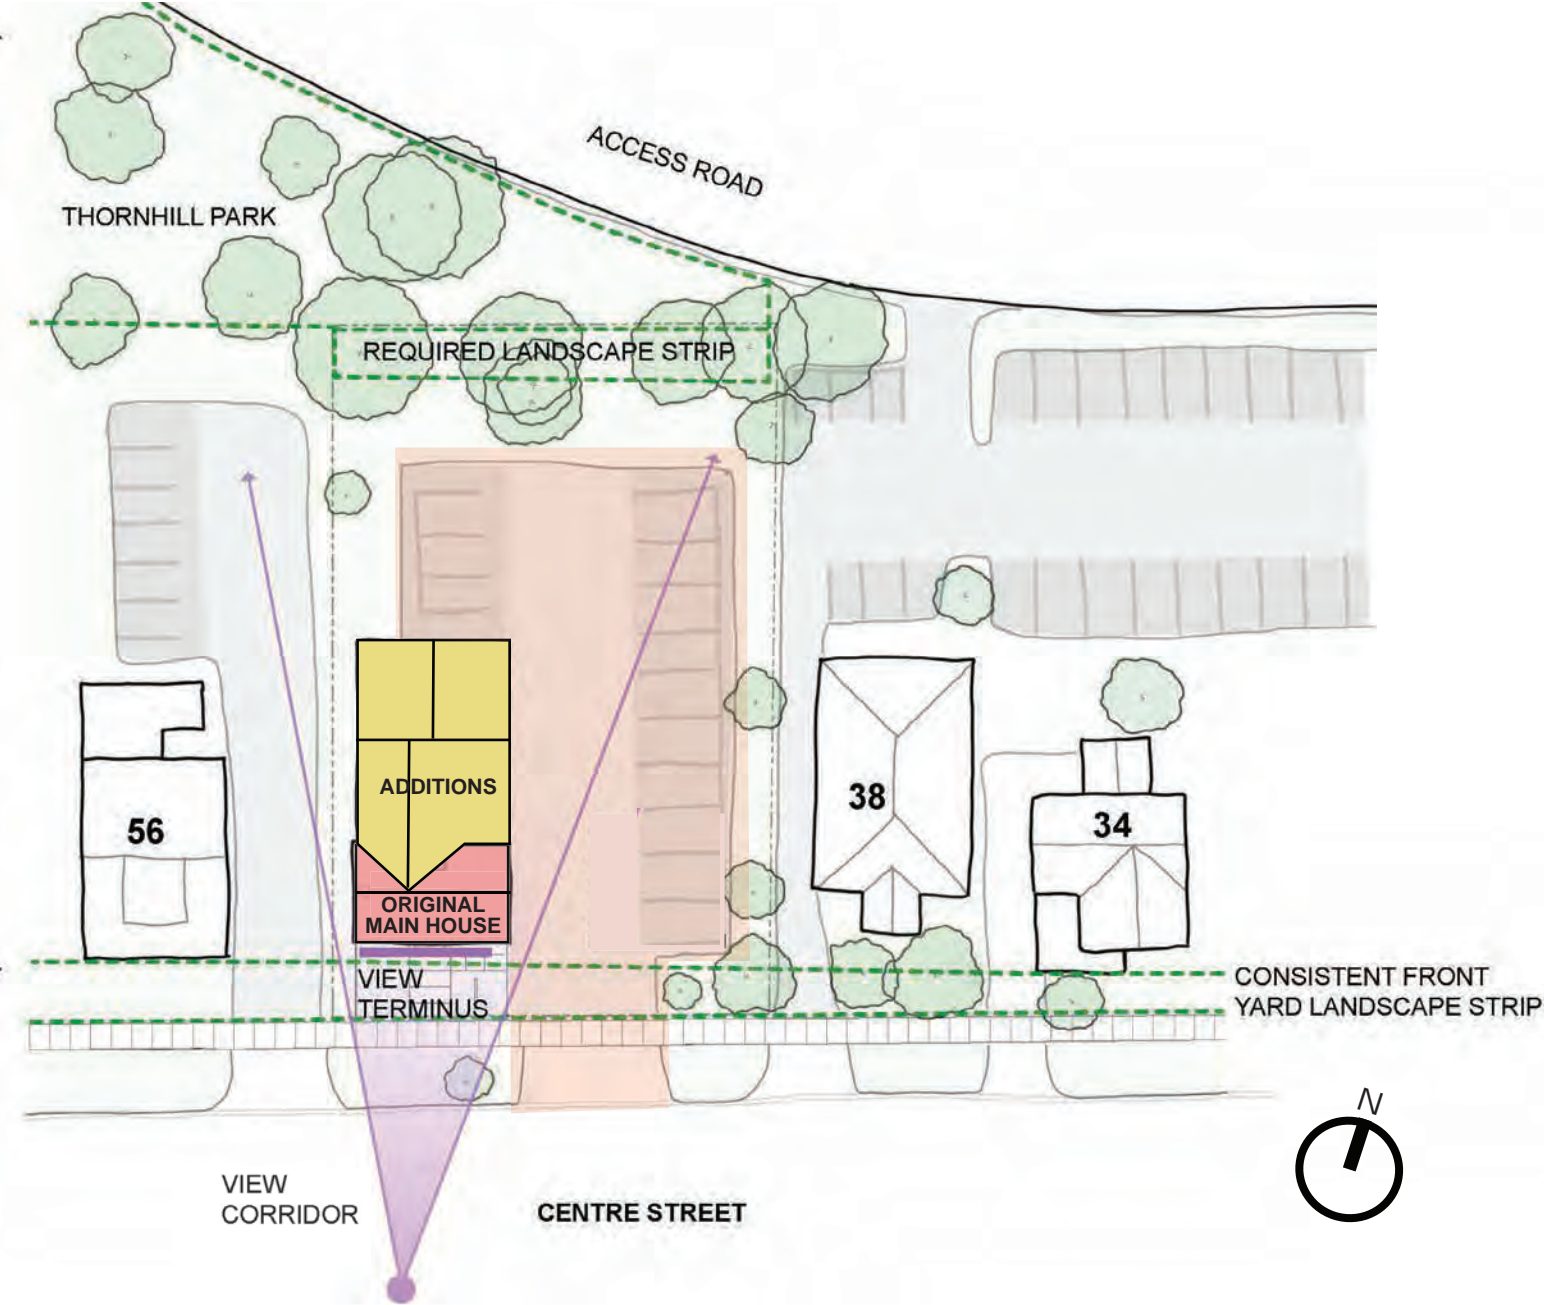 ACCESS ROAD
THORNHILL PARK
REQUIRED LANDSCAPE STRIP
ADDITIONS
56
38
34
ORIGINAL
MAIN HOUSE
VIEW
TERMINUS
CONSISTENT FRONT
YARD LANDSCAPE STRIP
N
VIEW
CORRIDOR
CENTRE STREET